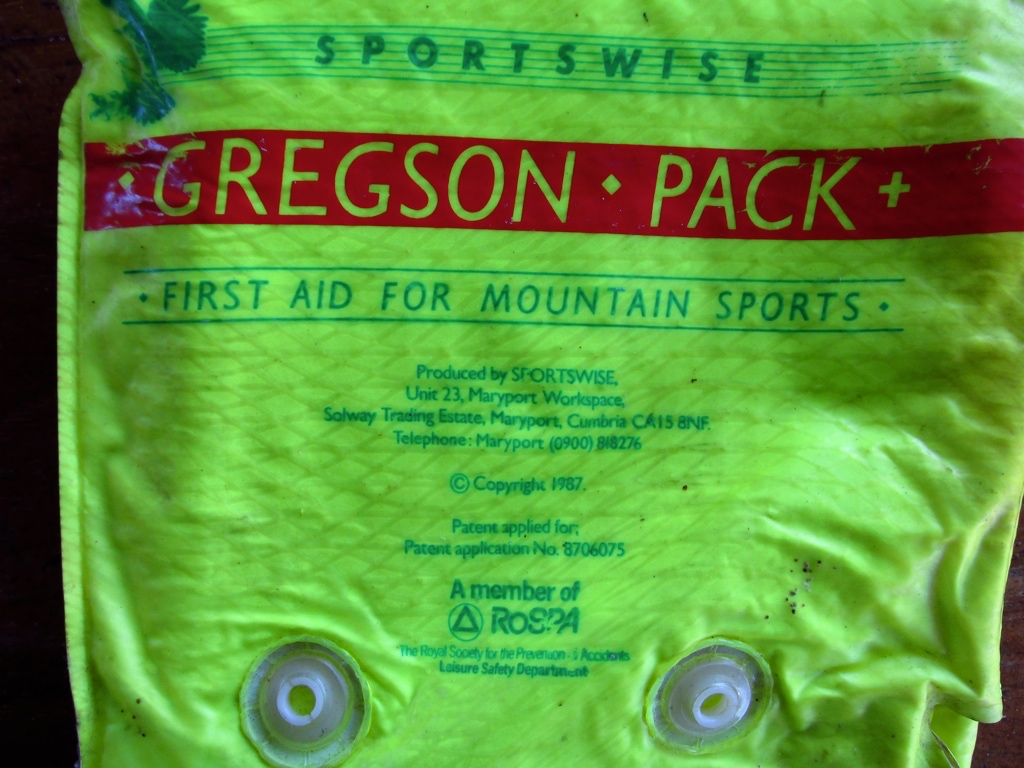 SPORTSWISE
·GREGSON·PACK+
·FIRST AID FOR MOUNTAIN SPORTS·
Produced by SPORTSWISE,
Unit 23, Maryport Workspace,
Solway Trading Estate, Maryport, Cumbria CA15 8NF.
Telephone: Maryport (0900) 818276
© Copyright 1987.
Patent applied for;
Patent application No. 8706075
A member of
RoSPA
The Royal Society for the Prevention of Accidents
Leisure Safety Department